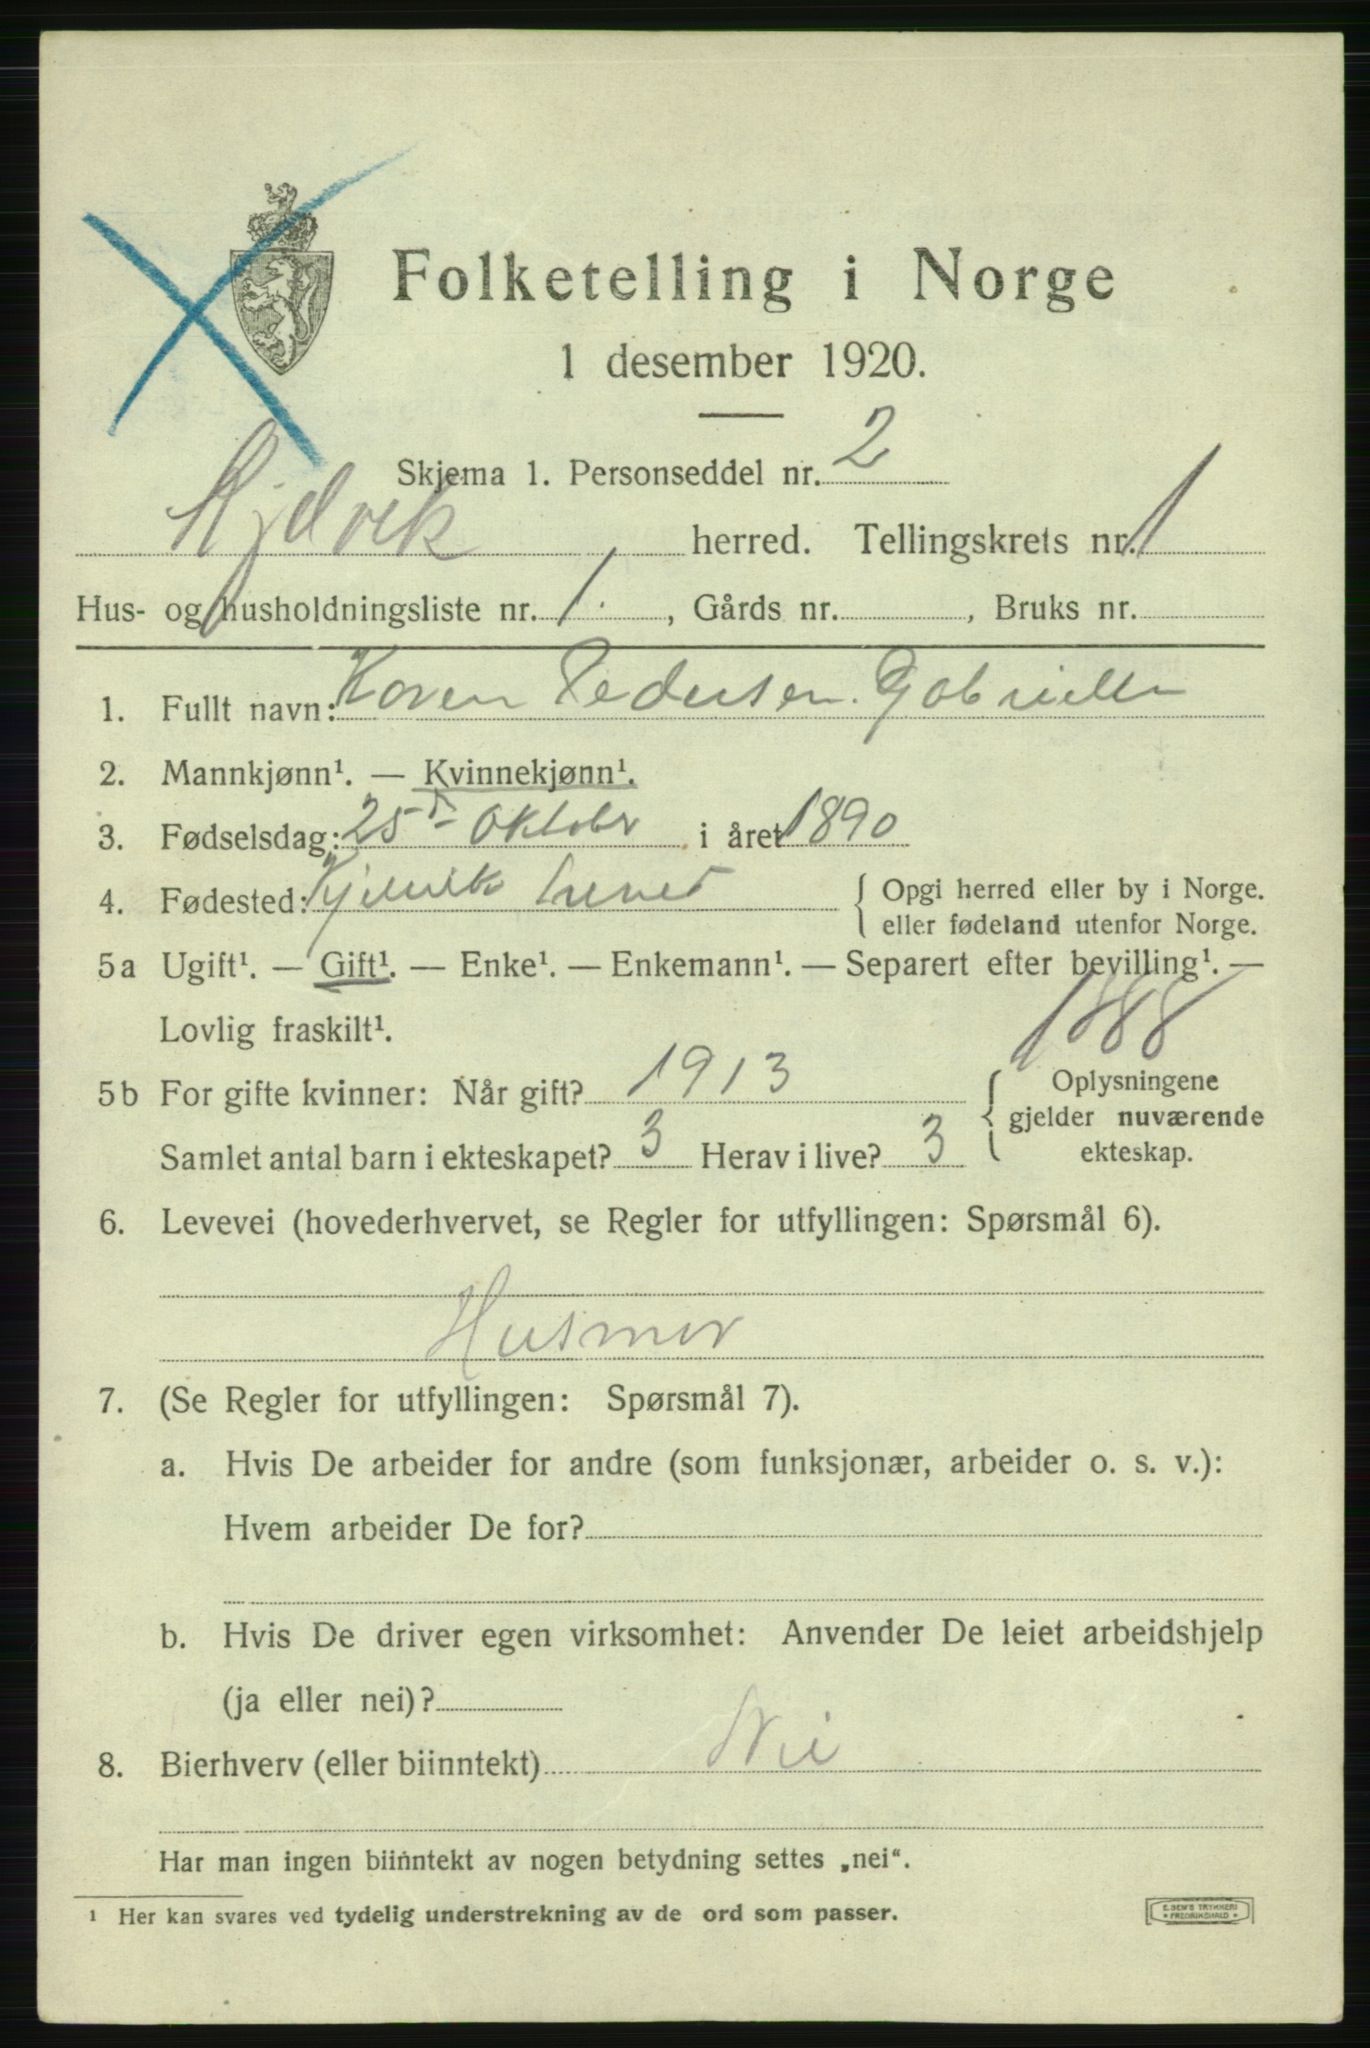 Folketelling i Norge
1 desember 1920.
Skjema 1. Personseddel nr. 2
herred. Tellingskrets nr. 1
Hus- og husholdningsliste nr. 1. , Gårds nr. , Bruks nr.
1. Fullt navn: Karen Pedersen. Gabrielle
2. Mannkjønn¹. — Kvinnekjønn¹.
3. Fødselsdag: 25 Oktober i året 1890
4. Fødested: herred { Opgi herred eller by i Norge.
eller fødeland utenfor Norge.
5a Ugift¹. — Gift¹. — Enke¹. — Enkemann¹. — Separert efter bevilling¹. —
Lovlig fraskilt¹. 1888
5b For gifte kvinner: Når gift? 1913 { Oplysningene
gjelder nuværende
Samlet antal barn i ekteskapet? 3 Herav i live? 3 ekteskap.
6. Levevei (hovederhvervet, se Regler for utfyllingen: Spørsmål 6).
Husmor
7. (Se Regler for utfyllingen: Spørsmål 7).
a. Hvis De arbeider for andre (som funksjonær, arbeider o. s. v.):
Hvem arbeider De for?
b. Hvis De driver egen virksomhet: Anvender De leiet arbeidshjelp
(ja eller nei)?
8. Bierhverv (eller biinntekt) Nei
Har man ingen biinntekt av nogen betydning settes „nei“.
¹ Her kan svares ved tydelig understrekning av de ord som passer.
E. SEM'S TRYKKERI
* FREDRIKSHALD *